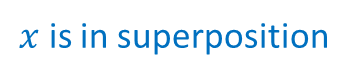 𝑥 is in superposition